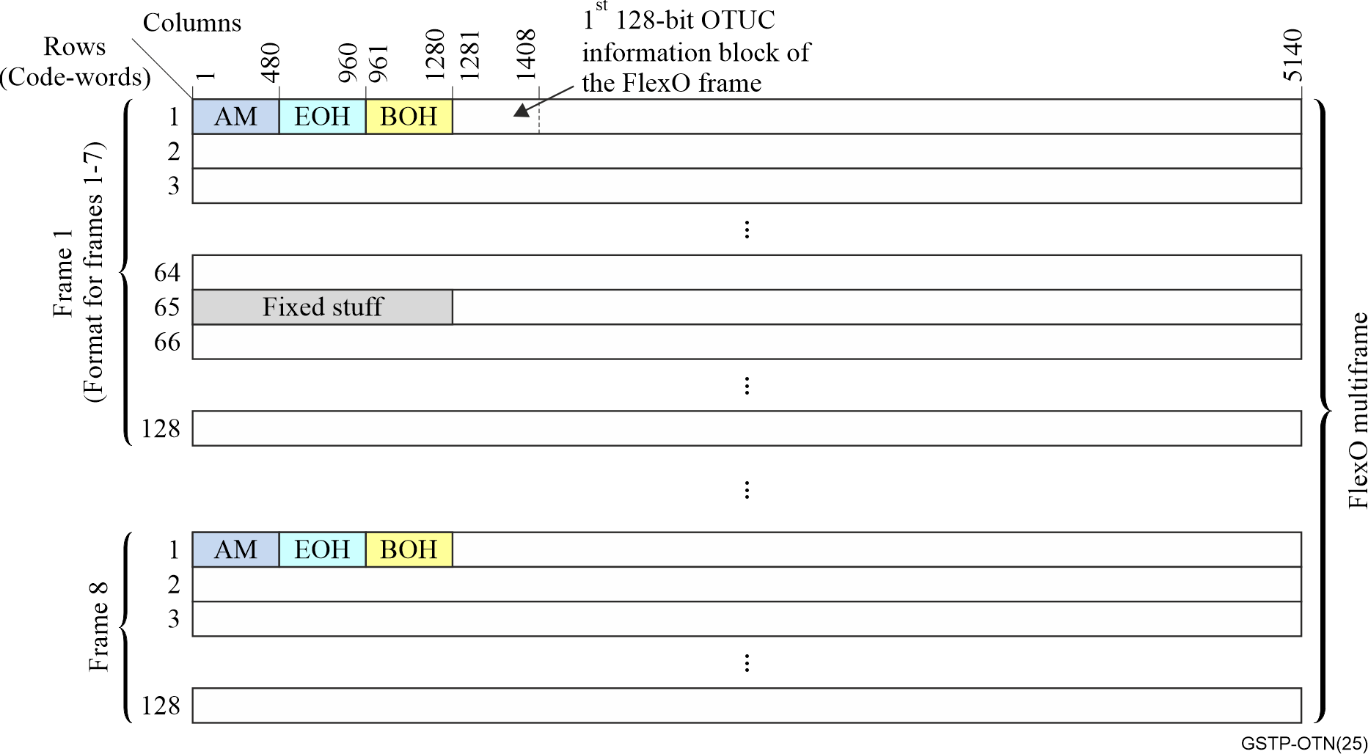 Columns
Rows
(Code-words)
1
480
960
961
1280
1281
1408
5140
1st 128-bit OTUC
information block of
the FlexO frame
Frame 1
(Format for frames 1-7)
1 AM EOH BOH
2
3
⋮
64
65 Fixed stuff
66
⋮
128
⋮
Frame 8
1 AM EOH BOH
2
3
⋮
128
FlexO multiframe
GSTP-OTN(25)